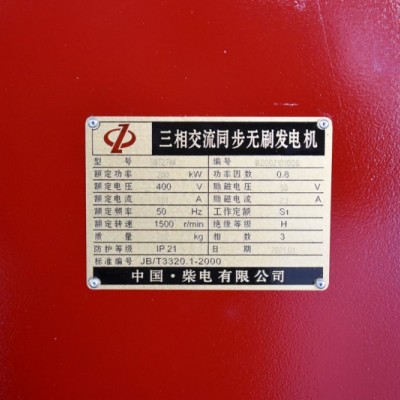 三相交流同步无刷发电机
型 号 编 号
额定功率 200 kW 功率因数 0.8
额定电压 400 V 励磁电压 V
额定电流 A 励磁电流 A
额定频率 50 Hz 工作定额 S1
额定转速 1500 r/min 绝缘等级 H
质 量 kg 相 数 3
防护等级 IP 21 日 期
标准编号 JB/T3320.1-2000
中国·柴电有限公司